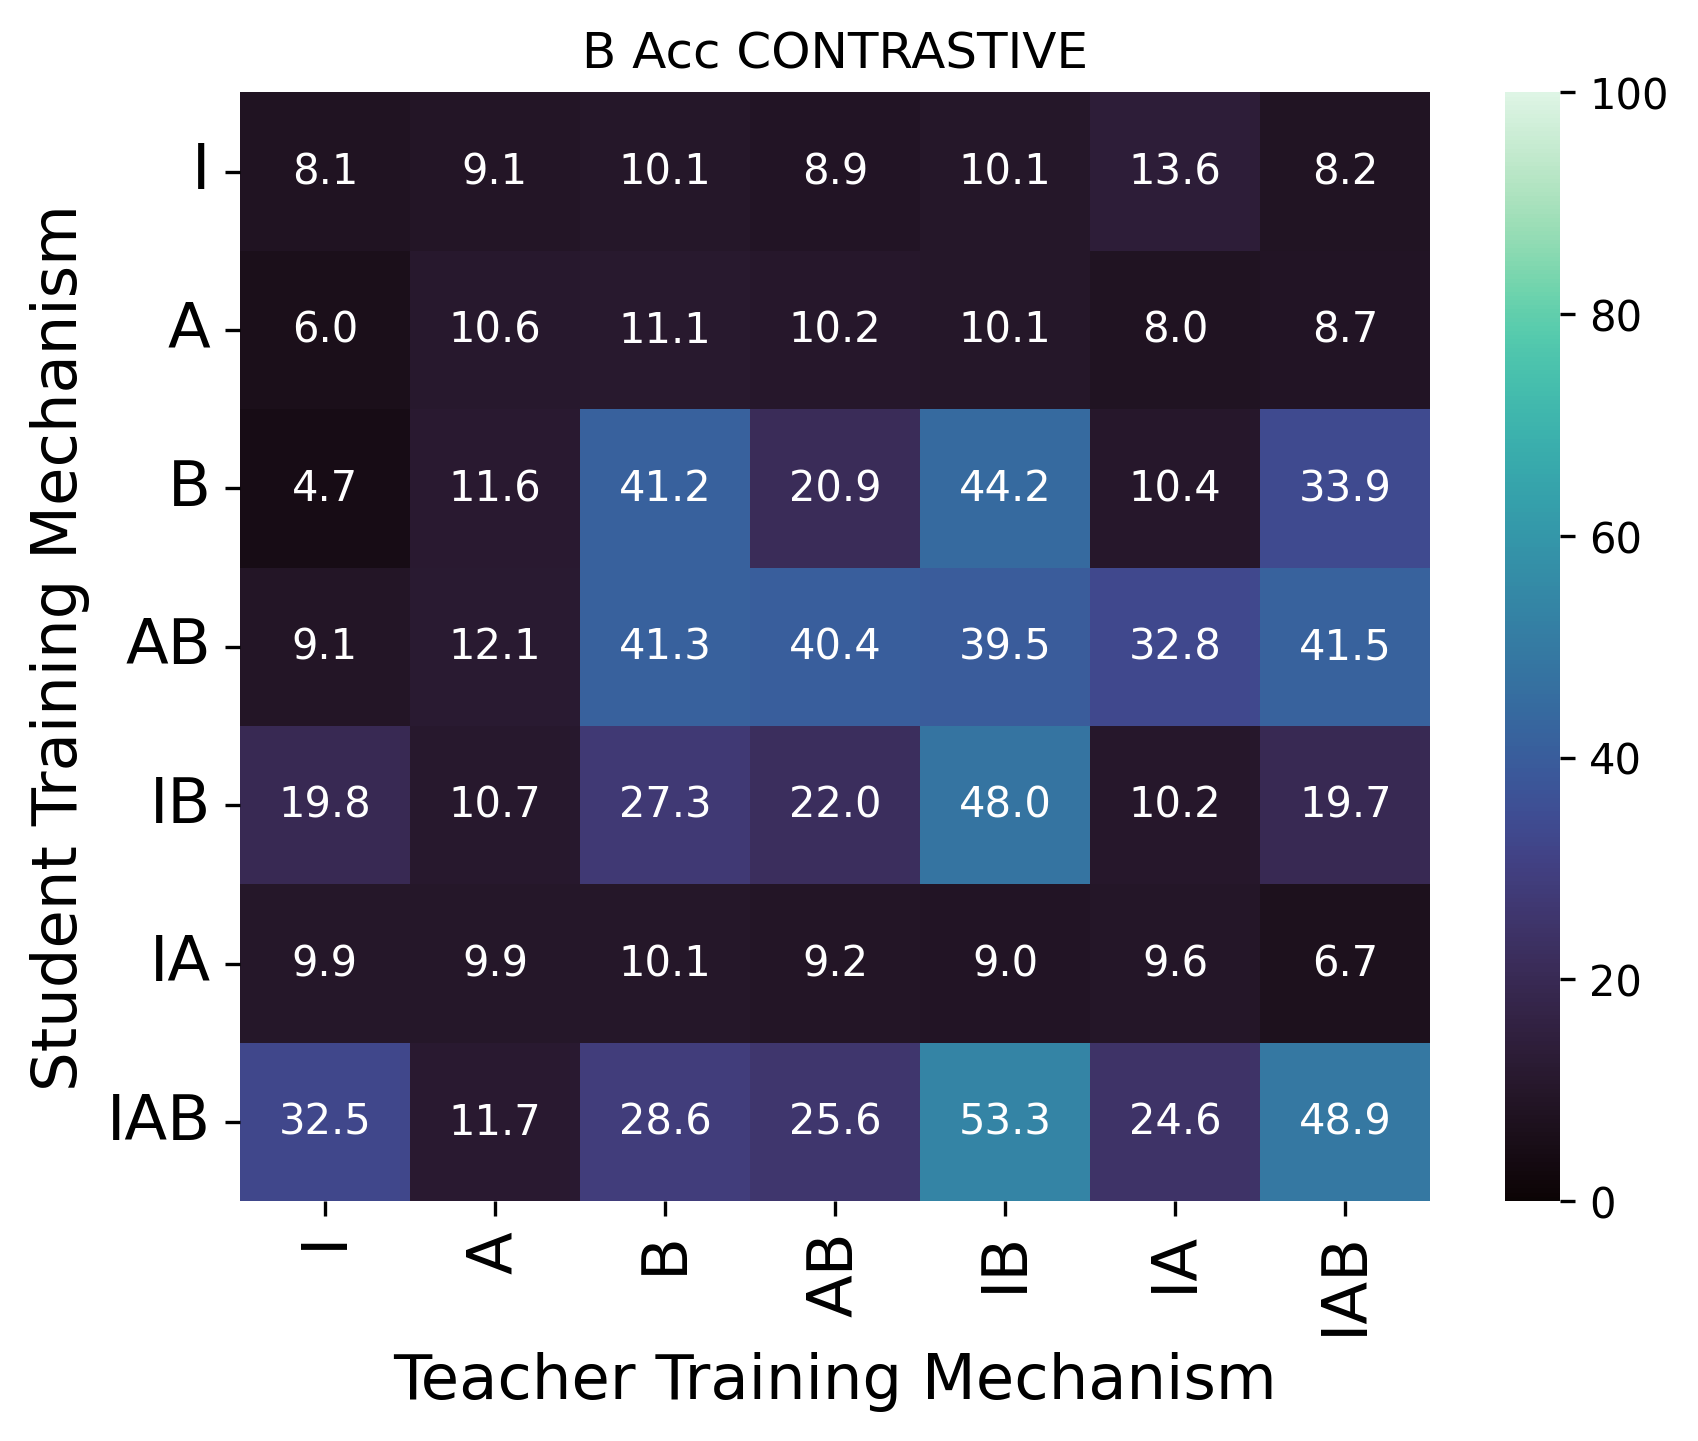 B Acc CONTRASTIVE
I 8.1 9.1 10.1 8.9 10.1 13.6 8.2
A 6.0 10.6 11.1 10.2 10.1 8.0 8.7
B 4.7 11.6 41.2 20.9 44.2 10.4 33.9
AB 9.1 12.1 41.3 40.4 39.5 32.8 41.5
IB 19.8 10.7 27.3 22.0 48.0 10.2 19.7
IA 9.9 9.9 10.1 9.2 9.0 9.6 6.7
IAB 32.5 11.7 28.6 25.6 53.3 24.6 48.9
I A B AB IB IA IAB
Teacher Training Mechanism
Student Training Mechanism
100
80
60
40
20
0